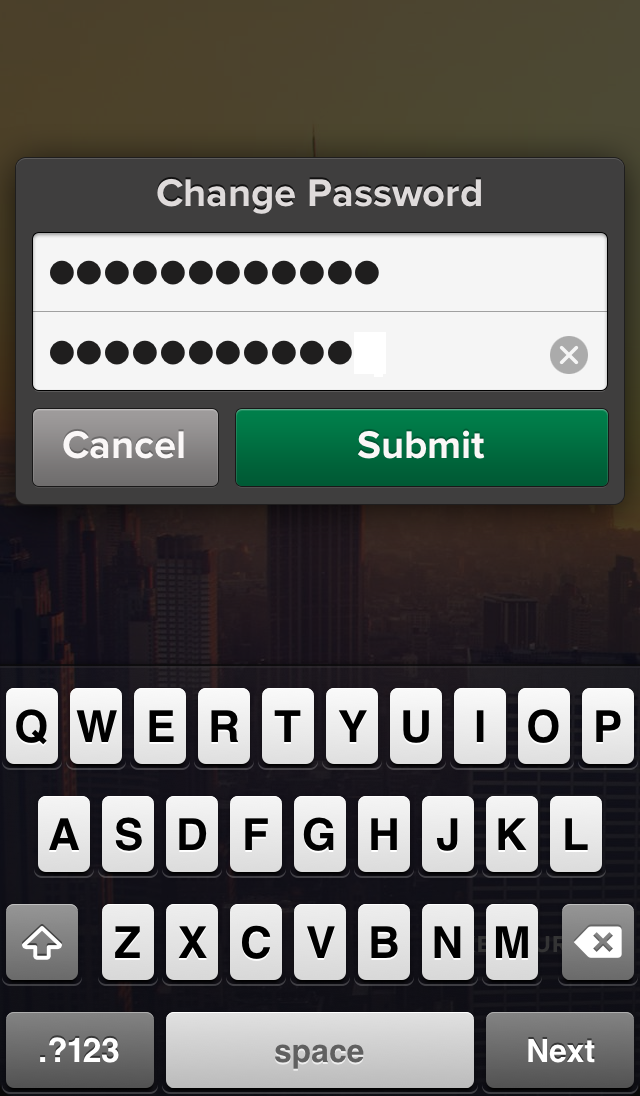 Change Password
●●●●●●●●●●●●
●●●●●●●●●●●
Cancel Submit
Q W E R T Y U I O P
A S D F G H J K L
Z X C V B N M
.?123 space Next